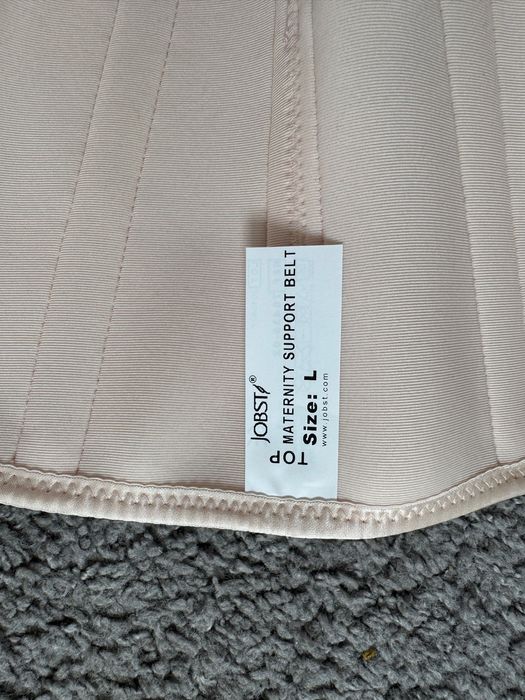 JOBST®
MATERNITY SUPPORT BELT
Size: L
www.jobst.com
TOP